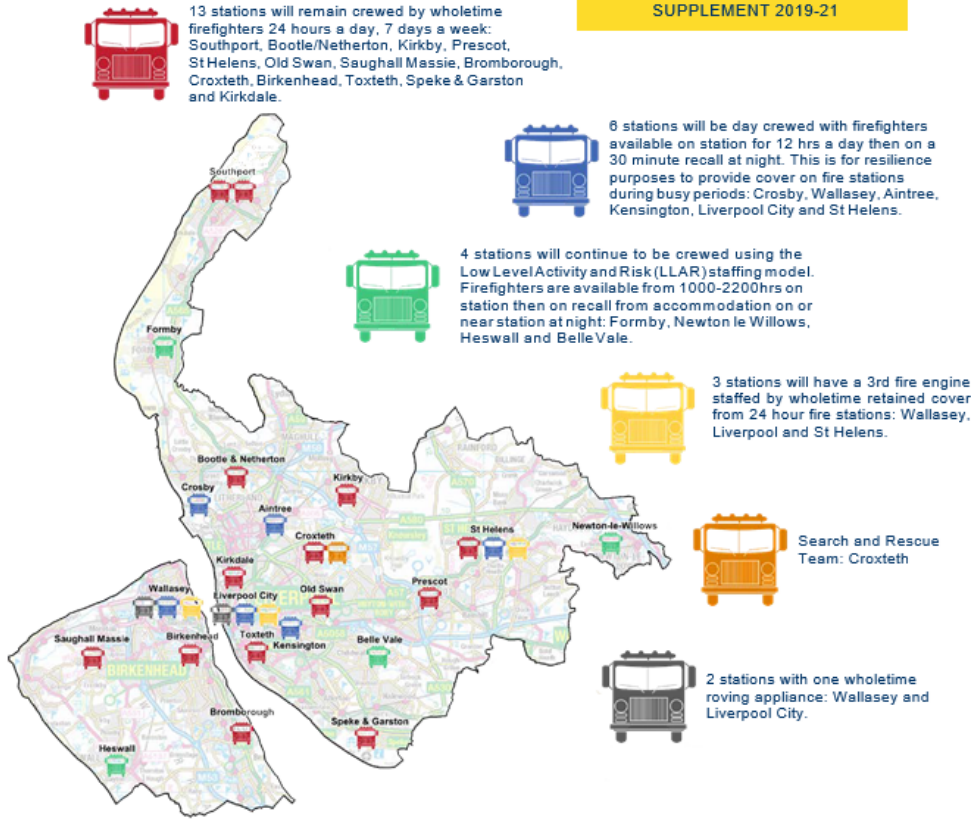 13 stations will remain crewed by wholetime
firefighters 24 hours a day, 7 days a week:
Southport, Bootle/Netherton, Kirkby, Prescot,
St Helens, Old Swan, Saughall Massie, Bromborough,
Croxteth, Birkenhead, Toxteth, Speke & Garston
and Kirkdale.
SUPPLEMENT 2019-21
6 stations will be day crewed with firefighters
available on station for 12 hrs a day then on a
30 minute recall at night. This is for resilience
purposes to provide cover on fire stations
during busy periods: Crosby, Wallasey, Aintree,
Kensington, Liverpool City and St Helens.
4 stations will continue to be crewed using the
Low Level Activity and Risk (LLAR) staffing model.
Firefighters are available from 1000-2200hrs on
station then on recall from accommodation on or
near station at night: Formby, Newton le Willows,
Heswall and Belle Vale.
3 stations will have a 3rd fire engine
staffed by wholetime retained cover
from 24 hour fire stations: Wallasey,
Liverpool and St Helens.
Search and Rescue
Team: Croxteth
2 stations with one wholetime
roving appliance: Wallasey and
Liverpool City.
Southport
Formby
Bootle & Netherton
Kirkby
Crosby
Aintree
Croxteth
St Helens
Newton-le-Willows
Kirkdale
Prescot
Wallasey
Liverpool City
Old Swan
Saughall Massie
Birkenhead
Toxteth
Kensington
Belle Vale
Bromborough
Speke & Garston
Heswall
MAGHULL
RAINFORD
BILLINGE
LITHERLAND
BIRKENHEAD
Knowsley
M57
M53
A580
A570
A561